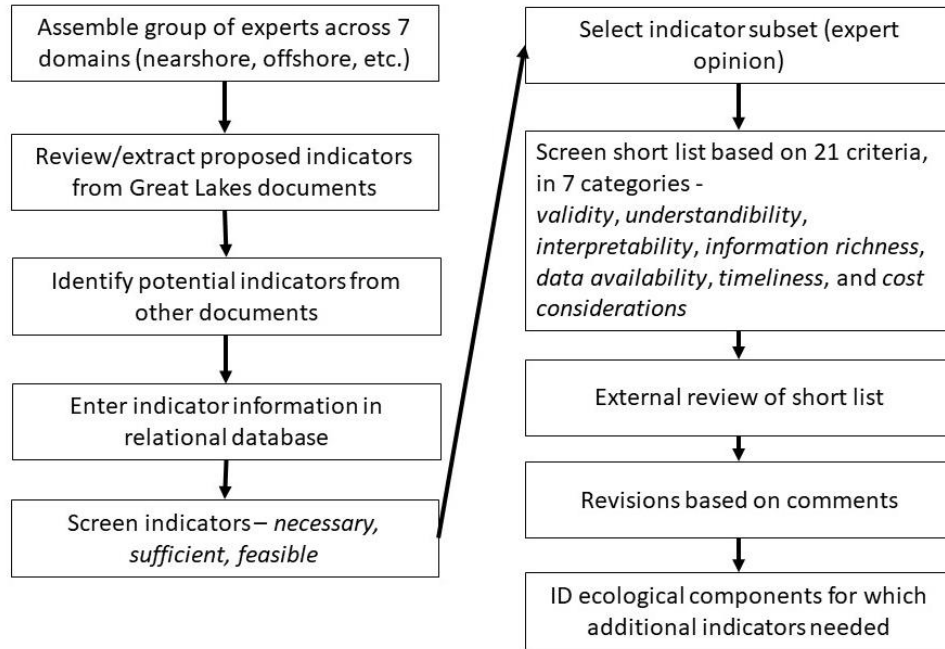 Assemble group of experts across 7
domains (nearshore, offshore, etc.)
Review/extract proposed indicators
from Great Lakes documents
Identify potential indicators from
other documents
Enter indicator information in
relational database
Screen indicators – necessary,
sufficient, feasible
Select indicator subset (expert
opinion)
Screen short list based on 21 criteria,
in 7 categories -
validity, understandibility,
interpretability, information richness,
data availability, timeliness, and cost
considerations
External review of short list
Revisions based on comments
ID ecological components for which
additional indicators needed